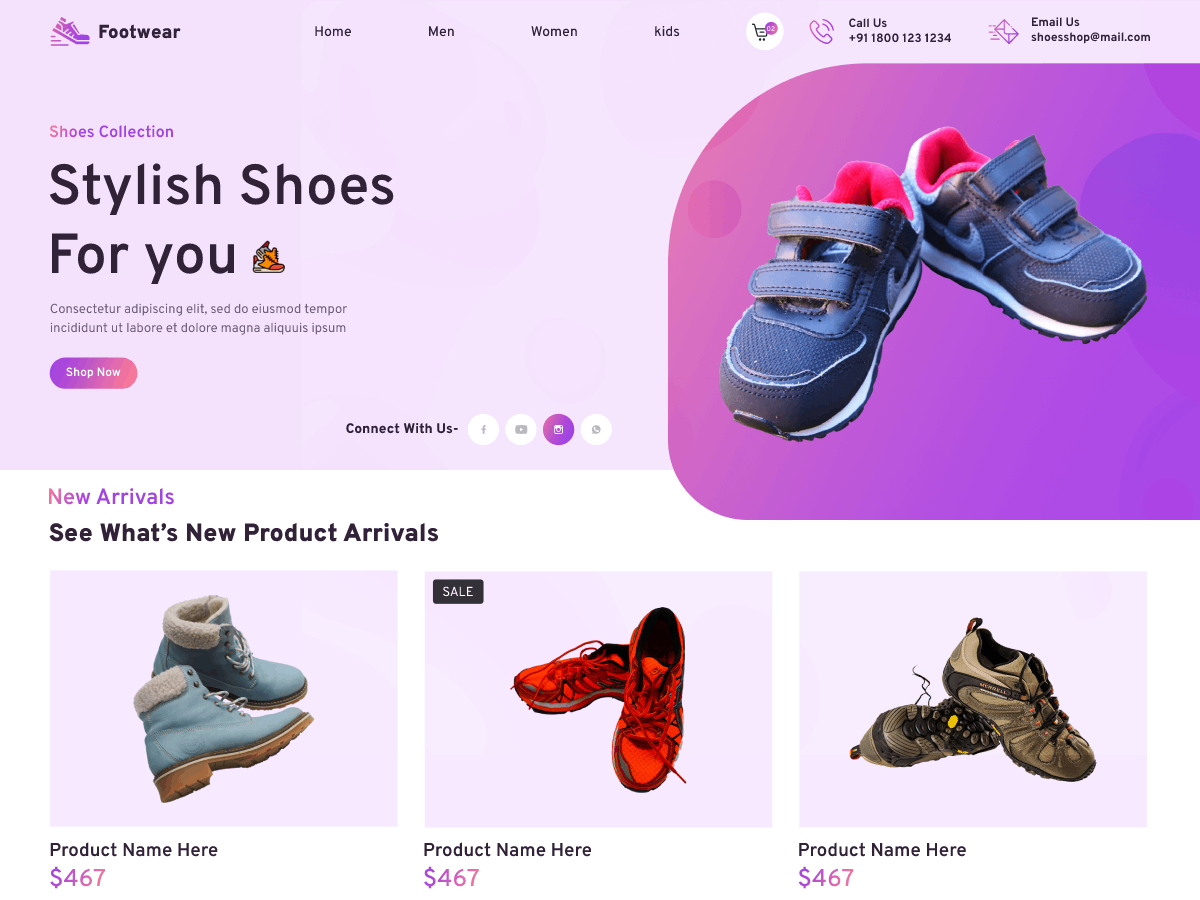 Footwear
Home
Men
Women
kids
Call Us
+91 1800 123 1234
Email Us
shoesshop@mail.com
Shoes Collection
Stylish Shoes
For you
Consectetur adipiscing elit, sed do eiusmod tempor
incididunt ut labore et dolore magna aliquuis ipsum
Shop Now
Connect With Us-
New Arrivals
See What’s New Product Arrivals
SALE
MERRELL
Product Name Here
$467
Product Name Here
$467
Product Name Here
$467